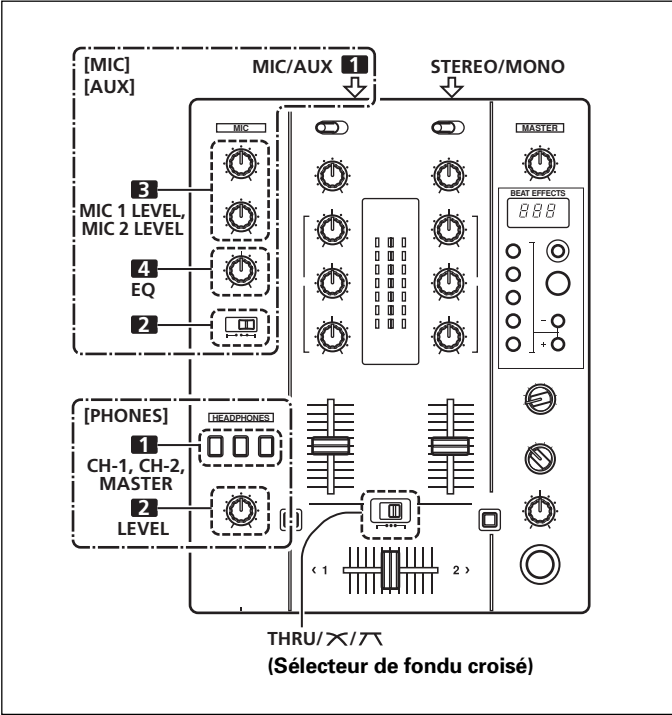 [MIC]
[AUX]
MIC/AUX 1
STEREO/MONO
MIC
MASTER
3
MIC 1 LEVEL,
MIC 2 LEVEL
BEAT EFFECTS
888
4
EQ
2
−
+
[PHONES]
HEADPHONES
1
CH-1, CH-2,
MASTER
2
LEVEL
‹ 1
2 ›
THRU/ /
(Sélecteur de fondu croisé)